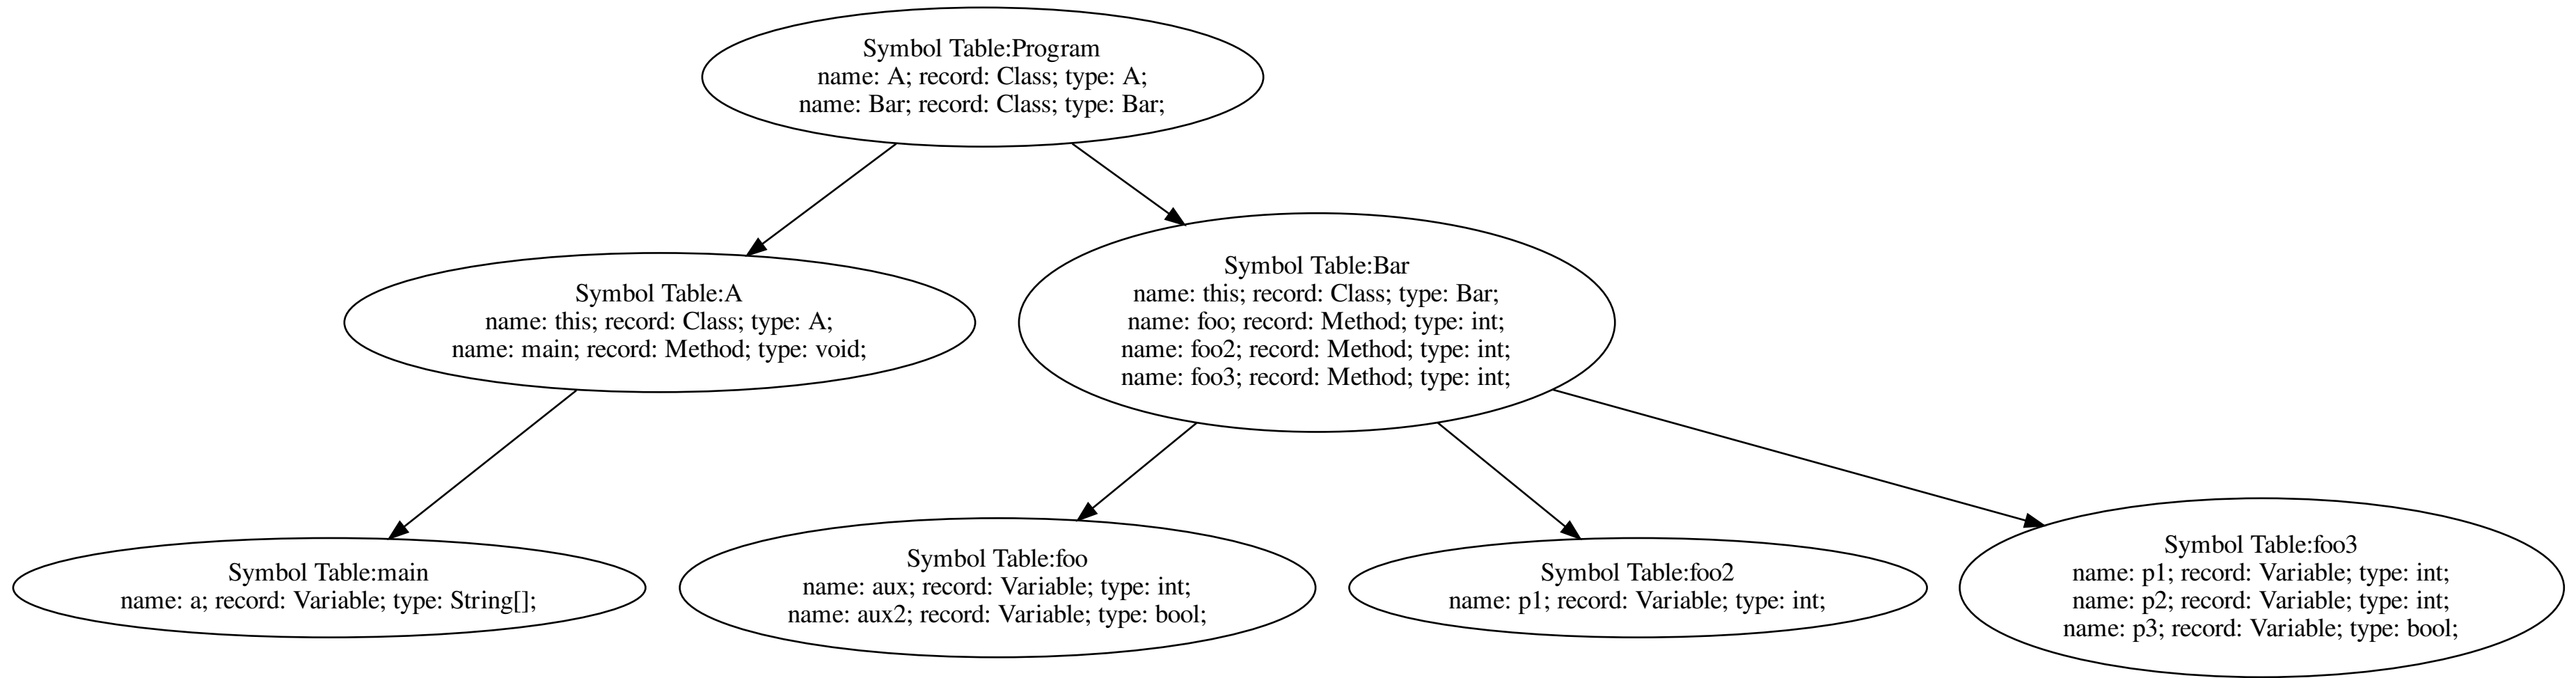 Symbol Table:Program
name: A; record: Class; type: A;
name: Bar; record: Class; type: Bar;
Symbol Table:A
name: this; record: Class; type: A;
name: main; record: Method; type: void;
Symbol Table:Bar
name: this; record: Class; type: Bar;
name: foo; record: Method; type: int;
name: foo2; record: Method; type: int;
name: foo3; record: Method; type: int;
Symbol Table:main
name: a; record: Variable; type: String[];
Symbol Table:foo
name: aux; record: Variable; type: int;
name: aux2; record: Variable; type: bool;
Symbol Table:foo2
name: p1; record: Variable; type: int;
Symbol Table:foo3
name: p1; record: Variable; type: int;
name: p2; record: Variable; type: int;
name: p3; record: Variable; type: bool;